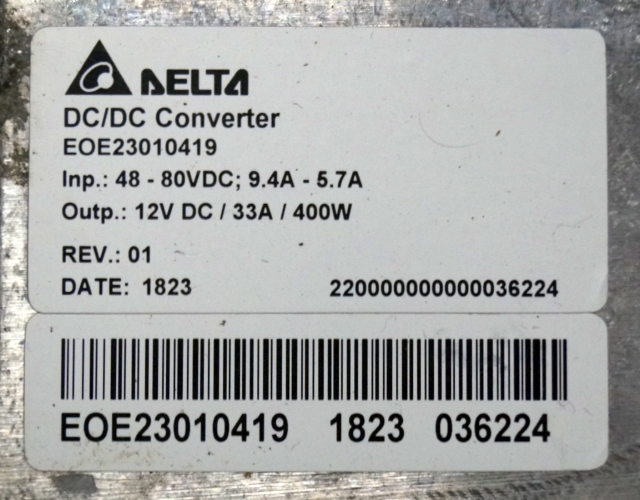 DELTA
DC/DC Converter
EOE23010419
Inp.: 48 - 80VDC; 9.4A - 5.7A
Outp.: 12V DC / 33A / 400W
REV.: 01
DATE: 1823 220000000000036224
EOE23010419 1823 036224